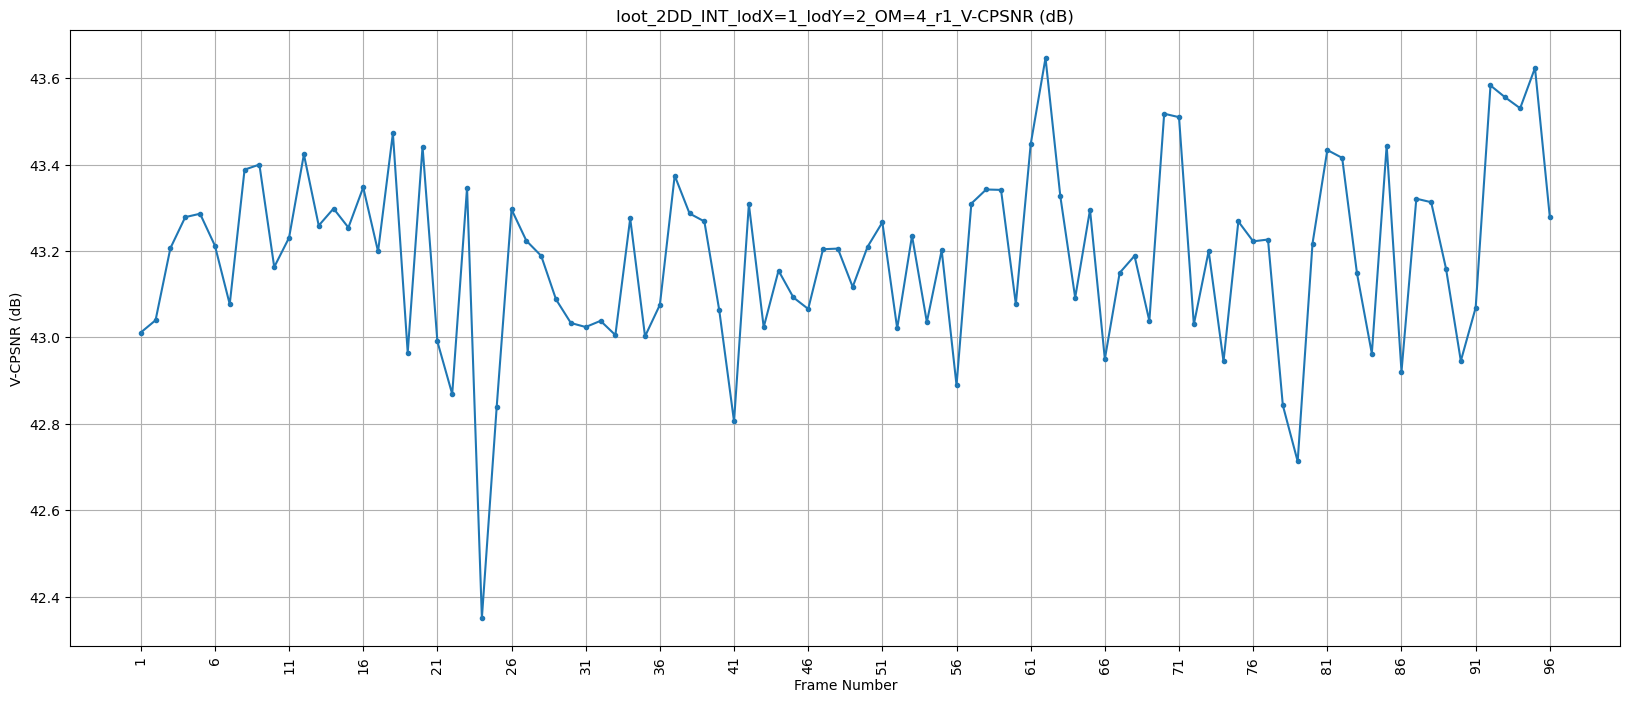 loot_2DD_INT_lodX=1_lodY=2_OM=4_r1_V-CPSNR (dB)
V-CPSNR (dB)
43.6
43.4
43.2
43.0
42.8
42.6
42.4
1 6 11 16 21 26 31 36 41 46 51 56 61 66 71 76 81 86 91 96
Frame Number